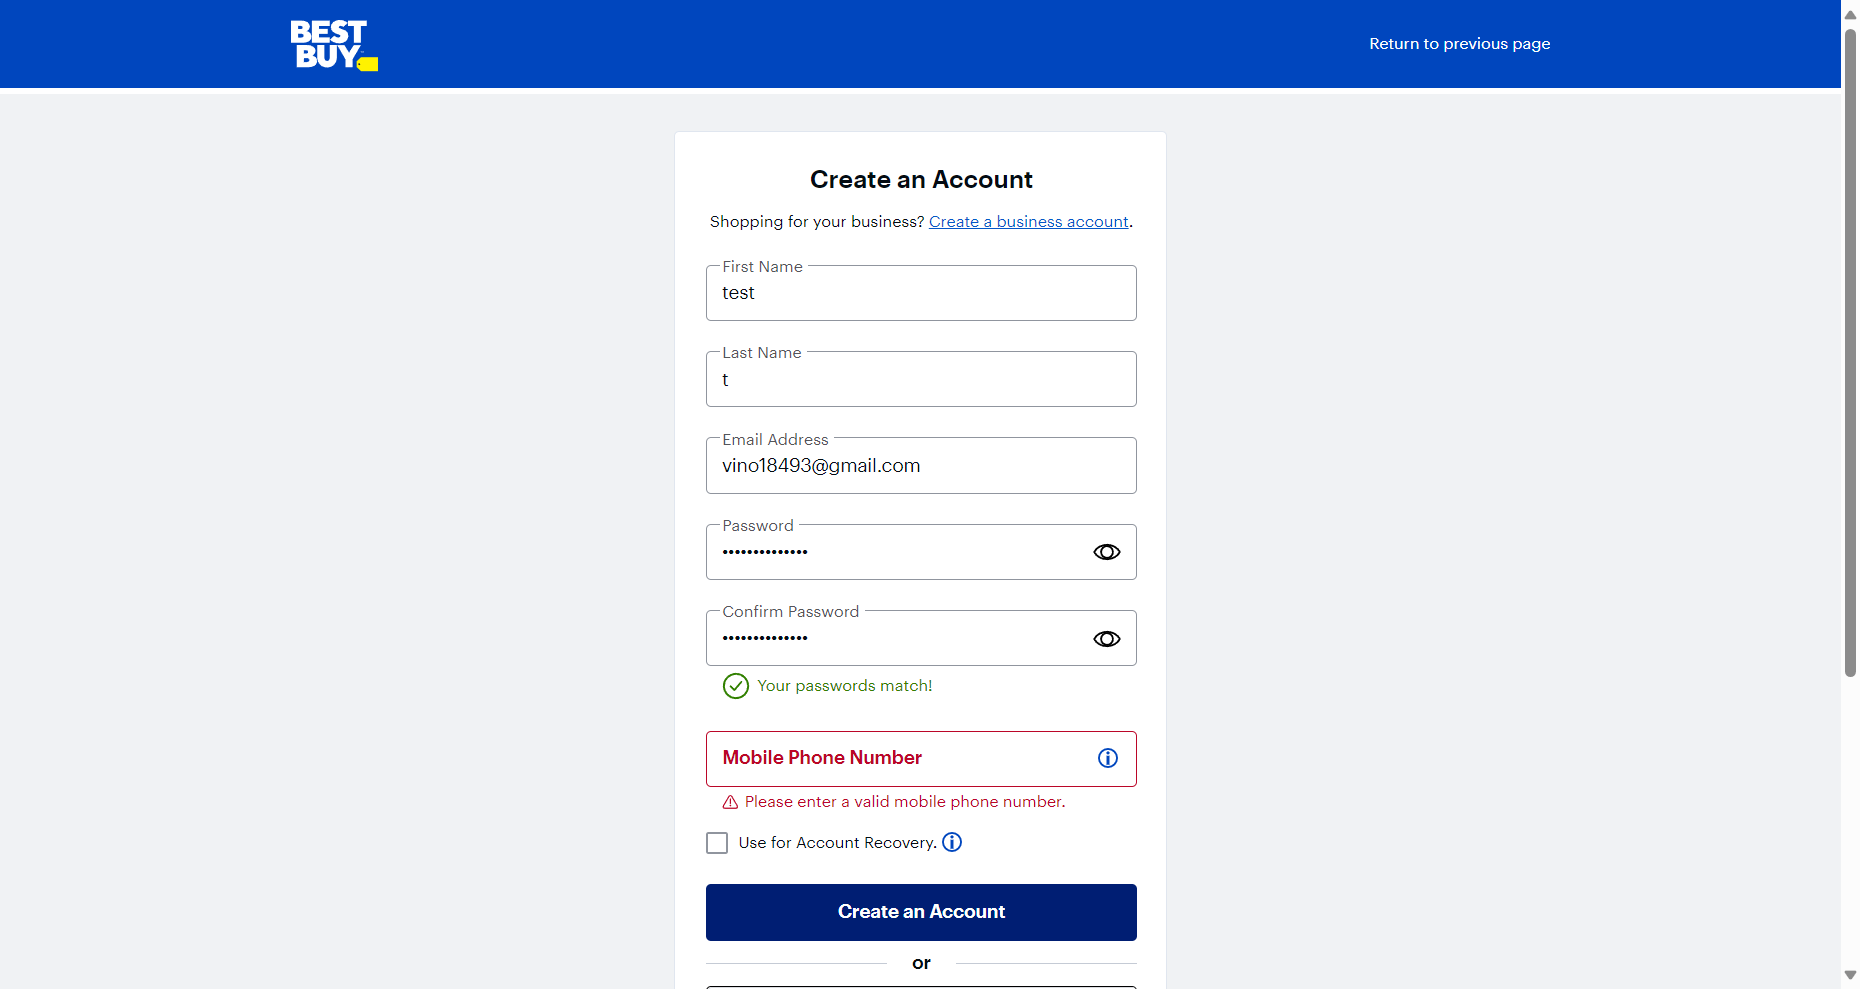 BEST
BUY
Return to previous page
Create an Account
Shopping for your business? Create a business account.
First Name
test
Last Name
t
Email Address
vino18493@gmail.com
Password
••••••••••••••
Confirm Password
••••••••••••••
Your passwords match!
Mobile Phone Number
Please enter a valid mobile phone number.
Use for Account Recovery.
Create an Account
or